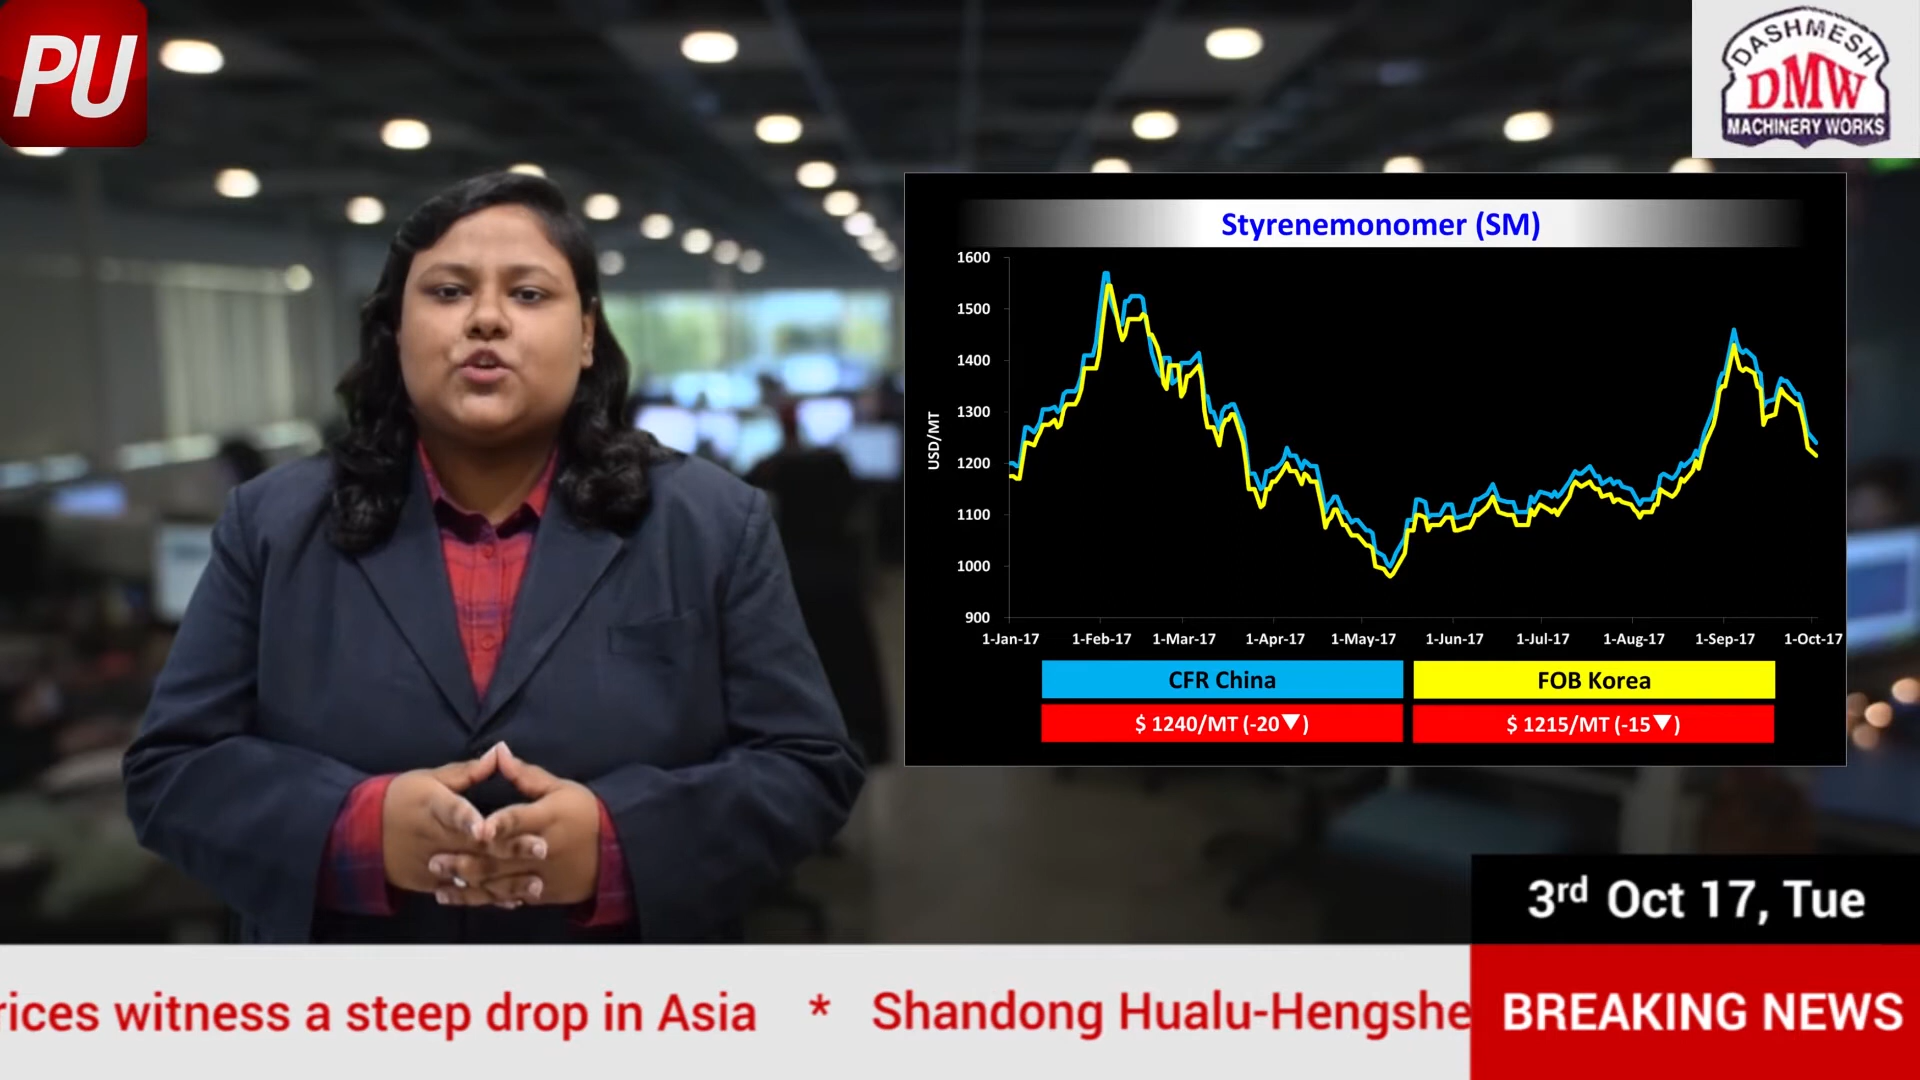 PU
DASHMESH
DMW
MACHINERY WORKS
Styrenemonomer (SM)
1600
1500
1400
1300
1200
1100
1000
900
USD/MT
1-Jan-17 1-Feb-17 1-Mar-17 1-Apr-17 1-May-17 1-Jun-17 1-Jul-17 1-Aug-17 1-Sep-17 1-Oct-17
CFR China FOB Korea
$ 1240/MT (-20▼) $ 1215/MT (-15▼)
3rd Oct 17, Tue
rices witness a steep drop in Asia * Shandong Hualu-Hengshe
BREAKING NEWS